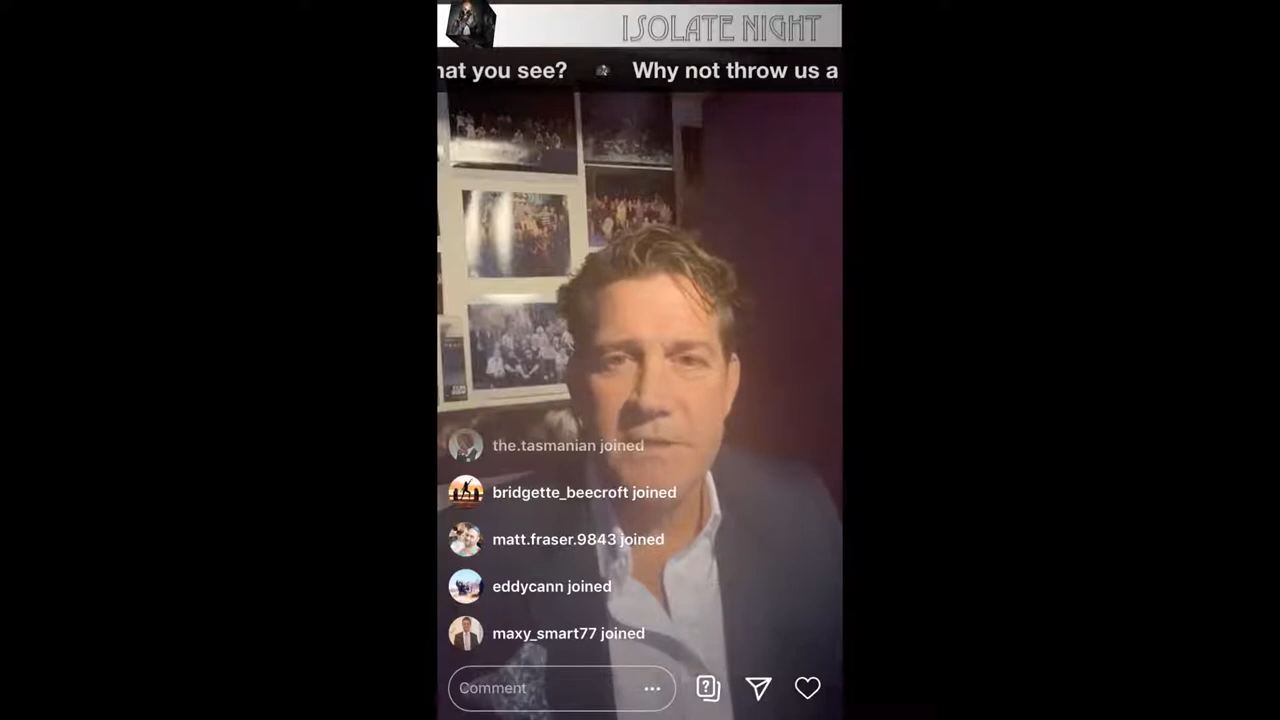 ISOLATE NIGHT
hat you see? Why not throw us a
the.tasmanian joined
bridgette_beecroft joined
matt.fraser.9843 joined
eddycann joined
maxy_smart77 joined
Comment